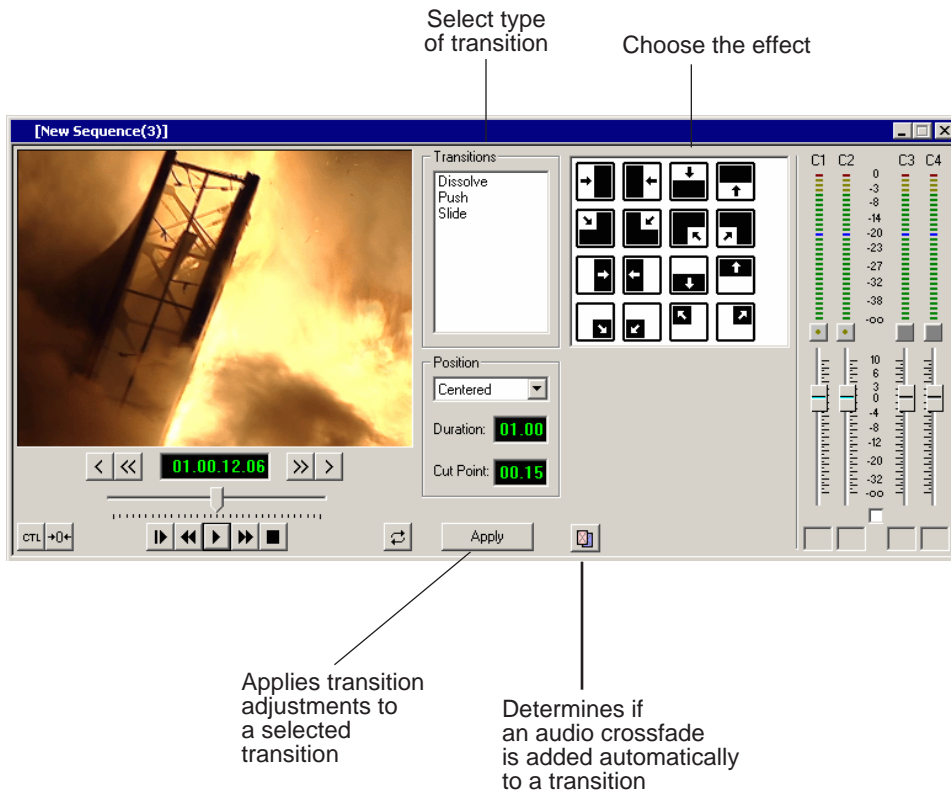 Select type
of transition
Choose the effect
[New Sequence(3)]
Transitions
Dissolve
Push
Slide
C1 C2 C3 C4
0
-3
-8
-14
-20
-23
-27
-32
-38
-oo
Position
Centered
Duration: 01.00
Cut Point: 00.15
10
6
3
0
-4
-8
-12
-20
-32
-oo
< << 01.00.12.06 >> >
CTL →0←
Apply
Applies transition
adjustments to
a selected
transition
Determines if
an audio crossfade
is added automatically
to a transition